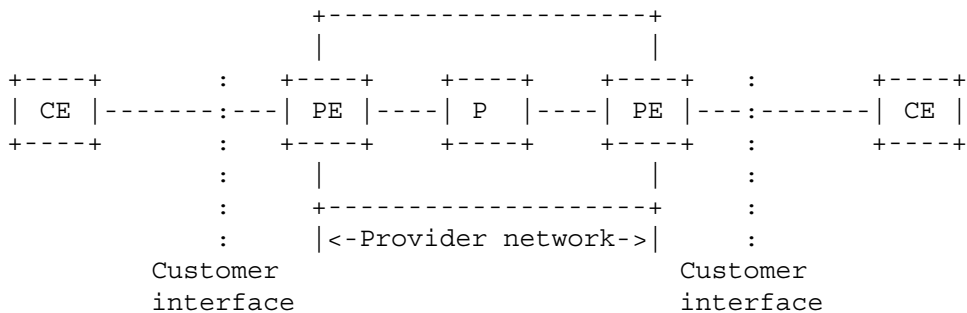 CE PE P PE CE
<-Provider network->
Customer Customer
interface interface